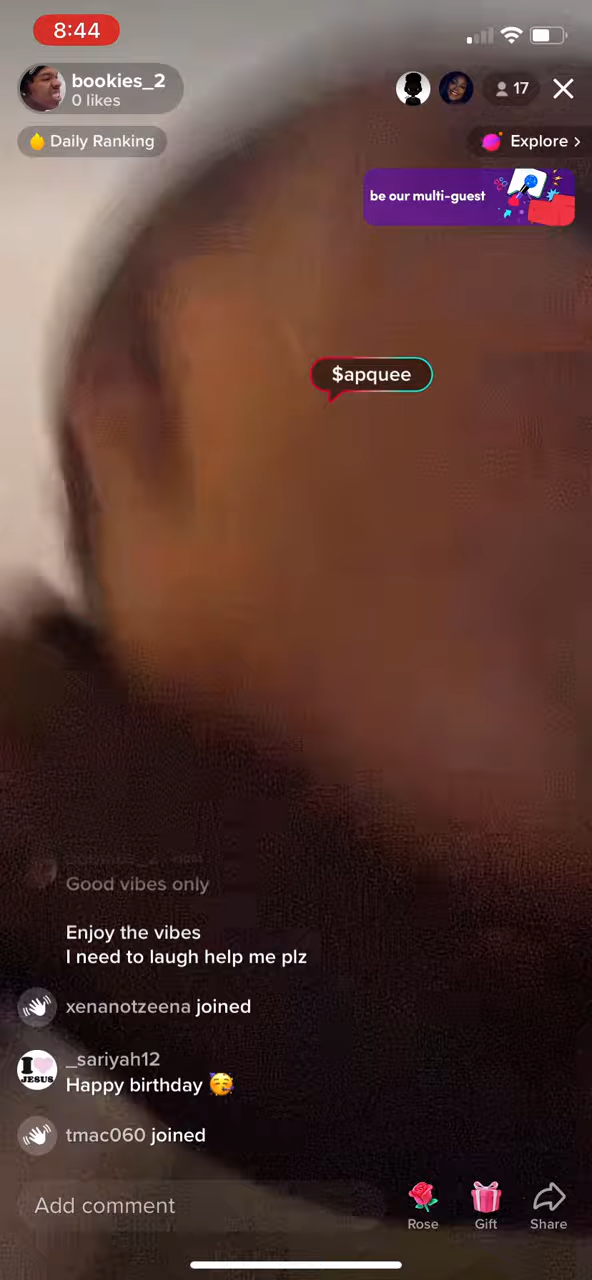 8:44
bookies_2
0 likes
17
Daily Ranking
Explore >
be our multi-guest
$apquee
Good vibes only
Enjoy the vibes
I need to laugh help me plz
xenanotzeena joined
I
JESUS
_sariyah12
Happy birthday 🥳
tmac060 joined
Add comment
Rose
Gift
Share